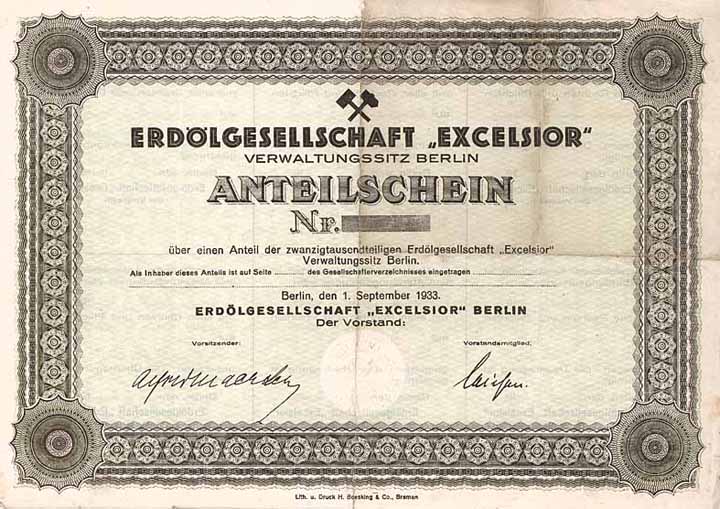 ERDÖLGESELLSCHAFT „EXCELSIOR“
VERWALTUNGSSITZ BERLIN
ANTEILSCHEIN
Nr.
über einen Anteil der zwanzigtausendteiligen Erdölgesellschaft „Excelsior“
Verwaltungssitz Berlin.
Als Inhaber dieses Anteils ist auf Seite des Gesellschafterverzeichnisses eingetragen
Berlin, den 1. September 1933.
ERDÖLGESELLSCHAFT „EXCELSIOR“ BERLIN
Der Vorstand:
Vorsitzender: Vorstandsmitglied:
Lith. u. Druck H. Boesking & Co., Bremen